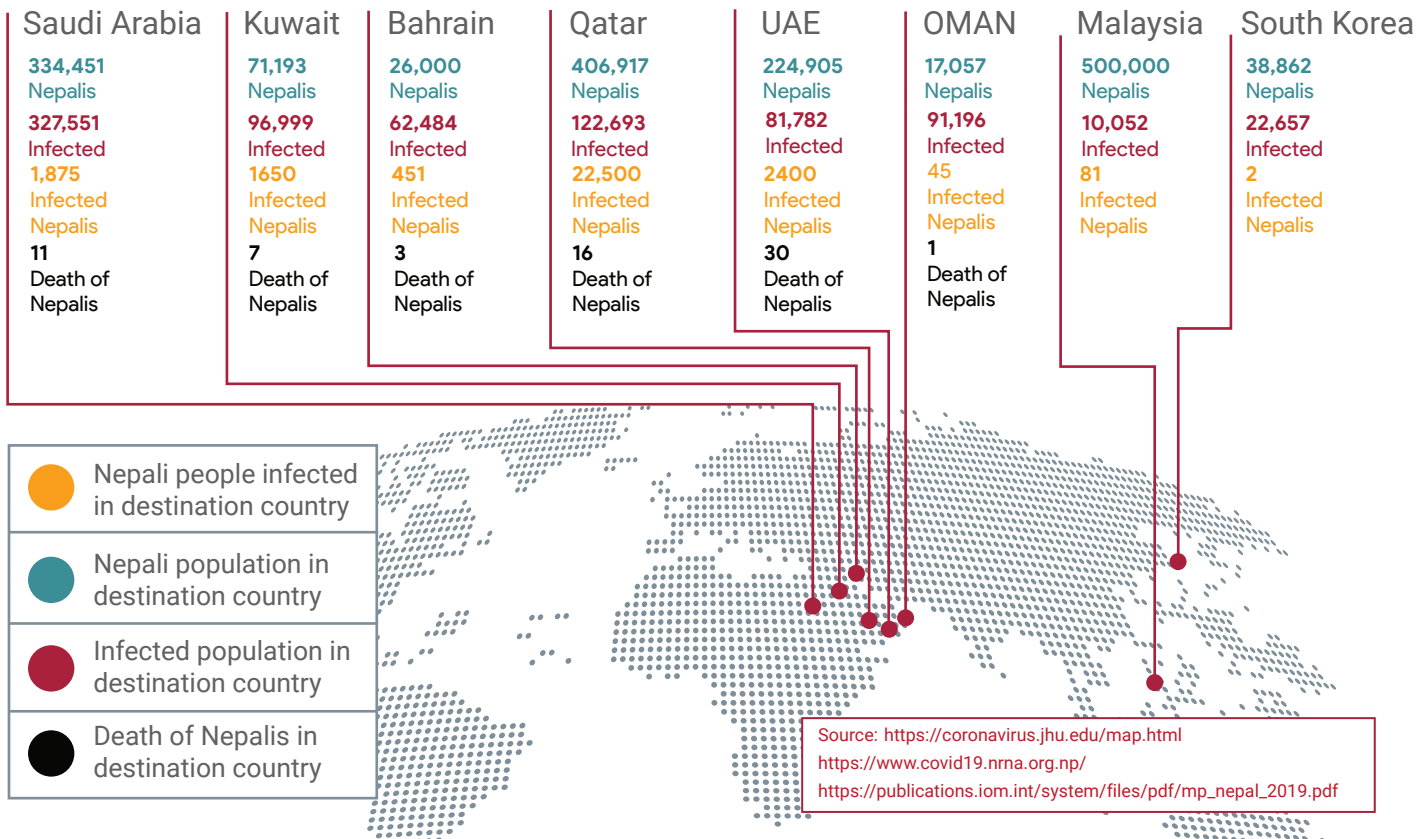 Saudi Arabia
334,451
Nepalis
327,551
Infected
1,875
Infected
Nepalis
11
Death of
Nepalis
Kuwait
71,193
Nepalis
96,999
Infected
1650
Infected
Nepalis
7
Death of
Nepalis
Bahrain
26,000
Nepalis
62,484
Infected
451
Infected
Nepalis
3
Death of
Nepalis
Qatar
406,917
Nepalis
122,693
Infected
22,500
Infected
Nepalis
16
Death of
Nepalis
UAE
224,905
Nepalis
81,782
Infected
2400
Infected
Nepalis
30
Death of
Nepalis
OMAN
17,057
Nepalis
91,196
Infected
45
Infected
Nepalis
1
Death of
Nepalis
Malaysia
500,000
Nepalis
10,052
Infected
81
Infected
Nepalis
South Korea
38,862
Nepalis
22,657
Infected
2
Infected
Nepalis
Nepali people infected
in destination country
Nepali population in
destination country
Infected population in
destination country
Death of Nepalis in
destination country
Source: https://coronavirus.jhu.edu/map.html
https://www.covid19.nrna.org.np/
https://publications.iom.int/system/files/pdf/mp_nepal_2019.pdf